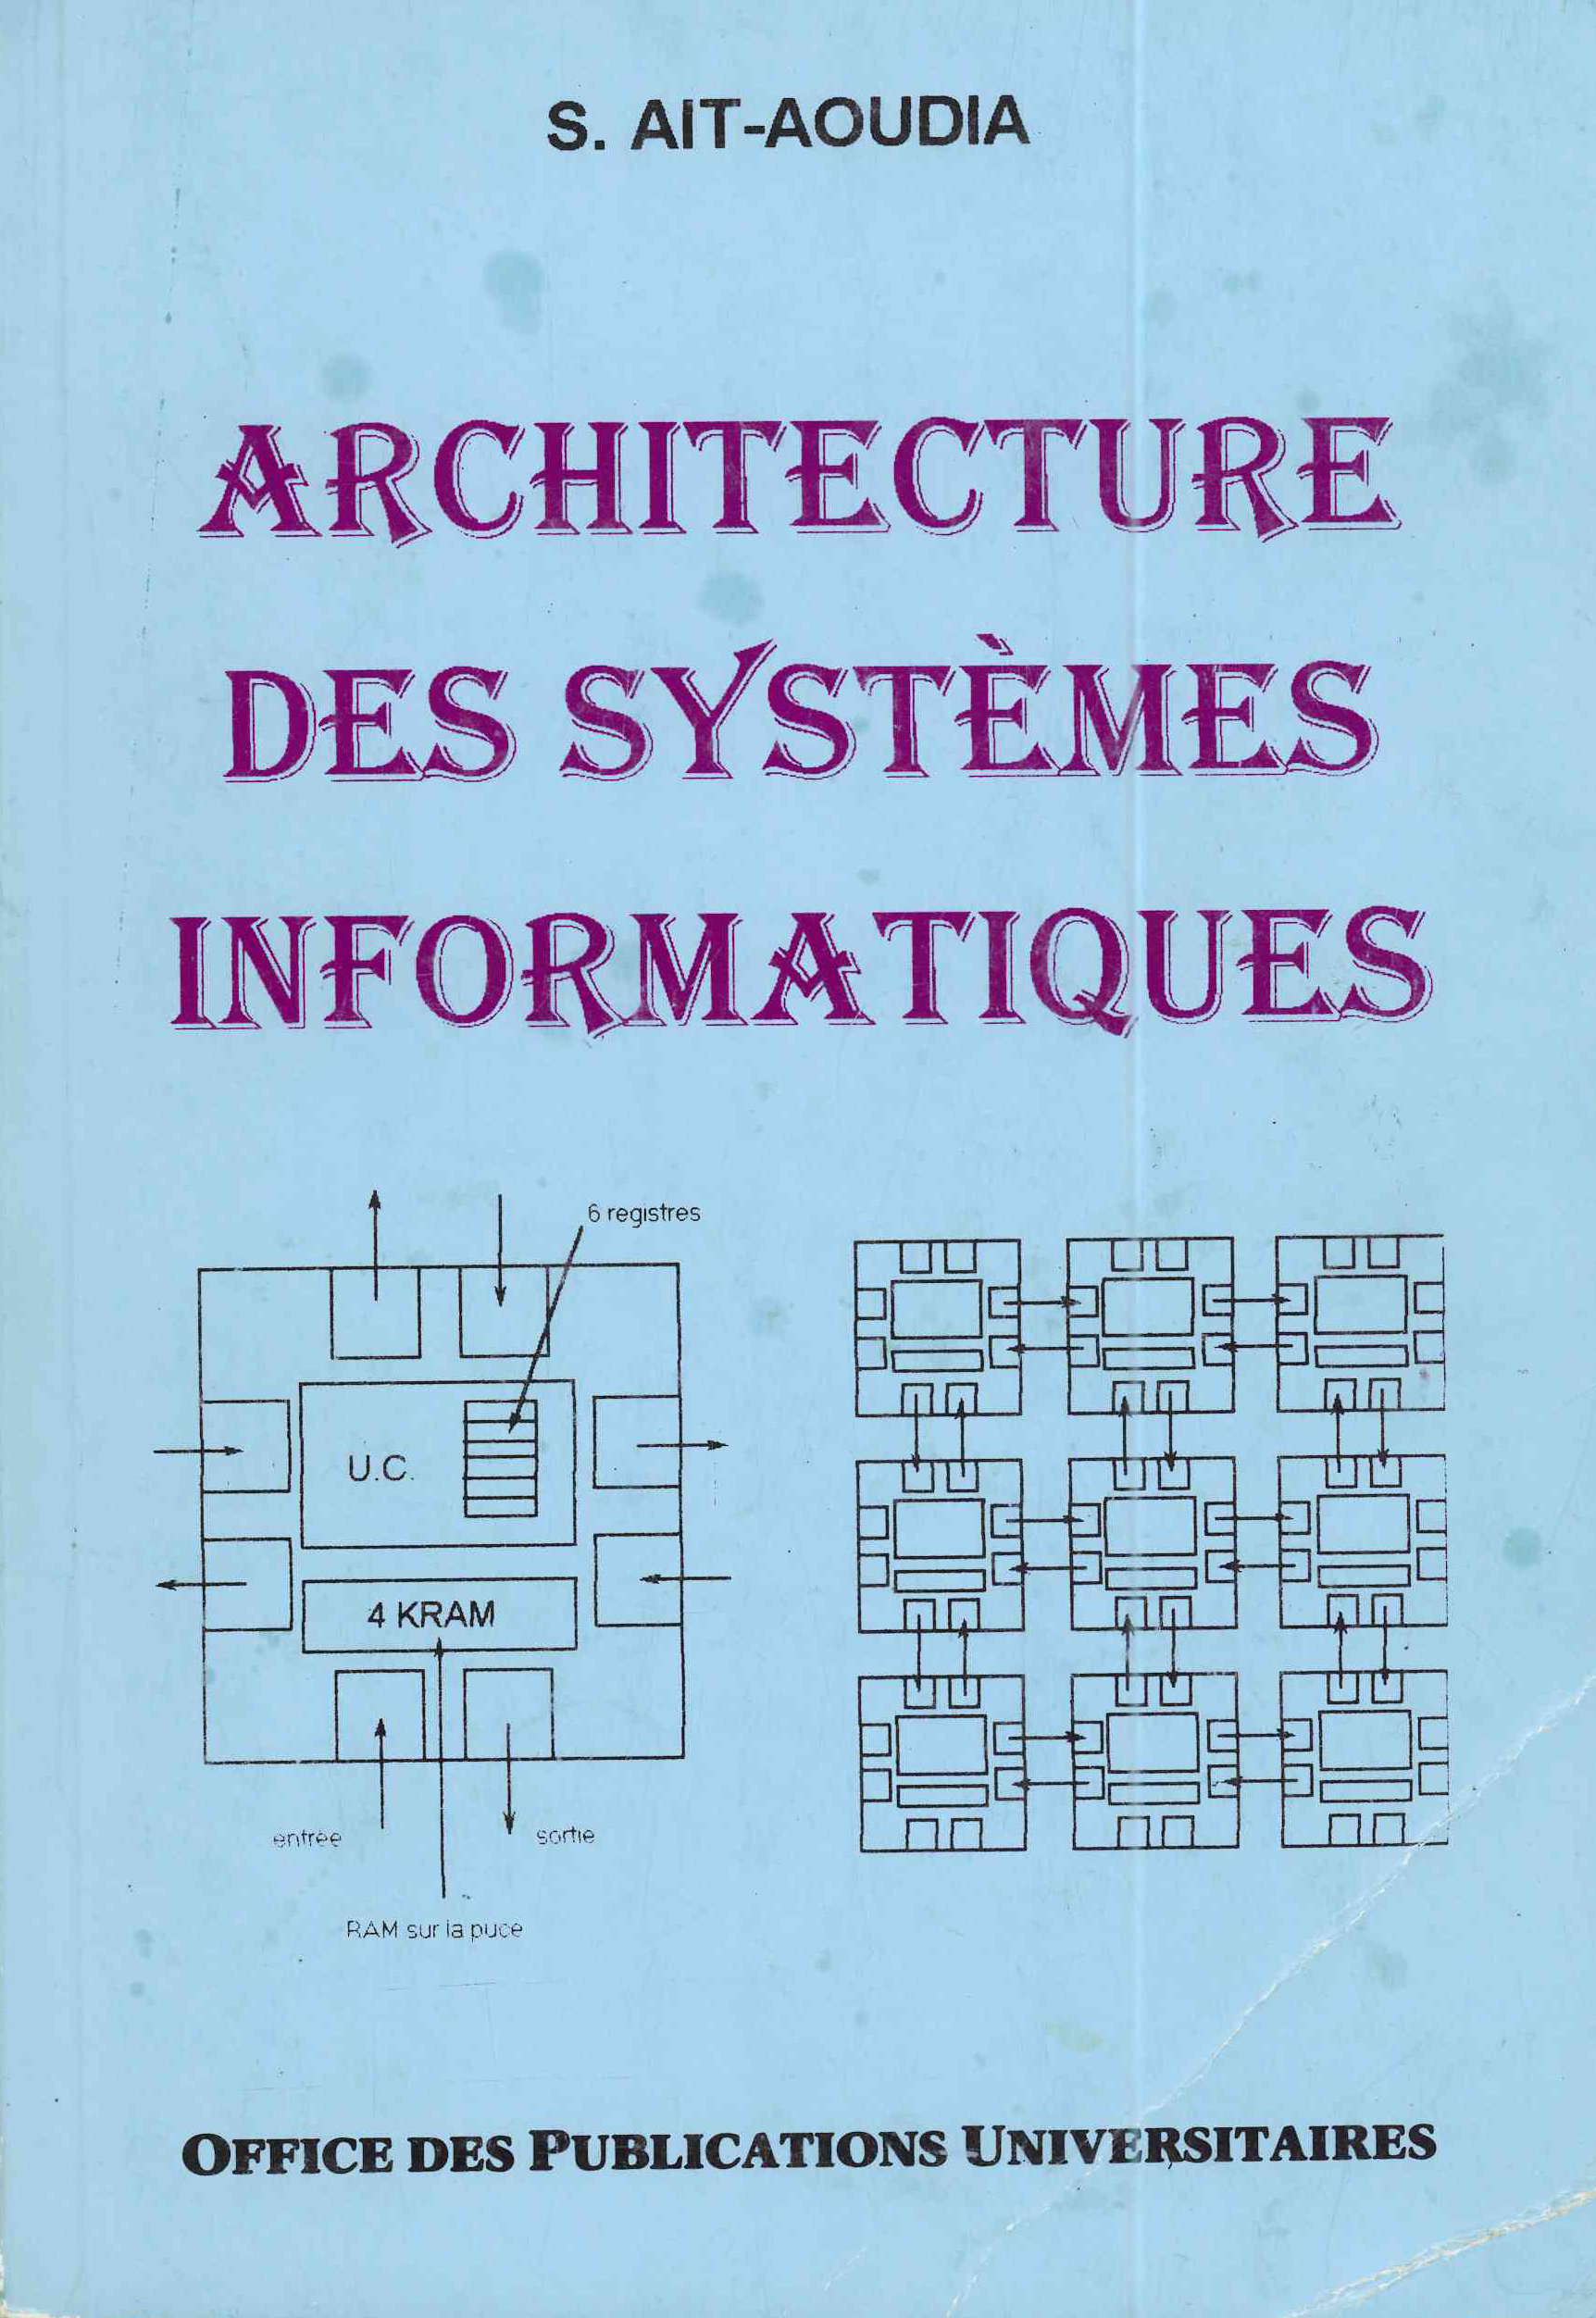 S. AIT-AOUDIA
ARCHITECTURE
DES SYSTÈMES
INFORMATIQUES
6 registres
U.C.
4 KRAM
entrée
sortie
RAM sur la puce
OFFICE DES PUBLICATIONS UNIVERSITAIRES